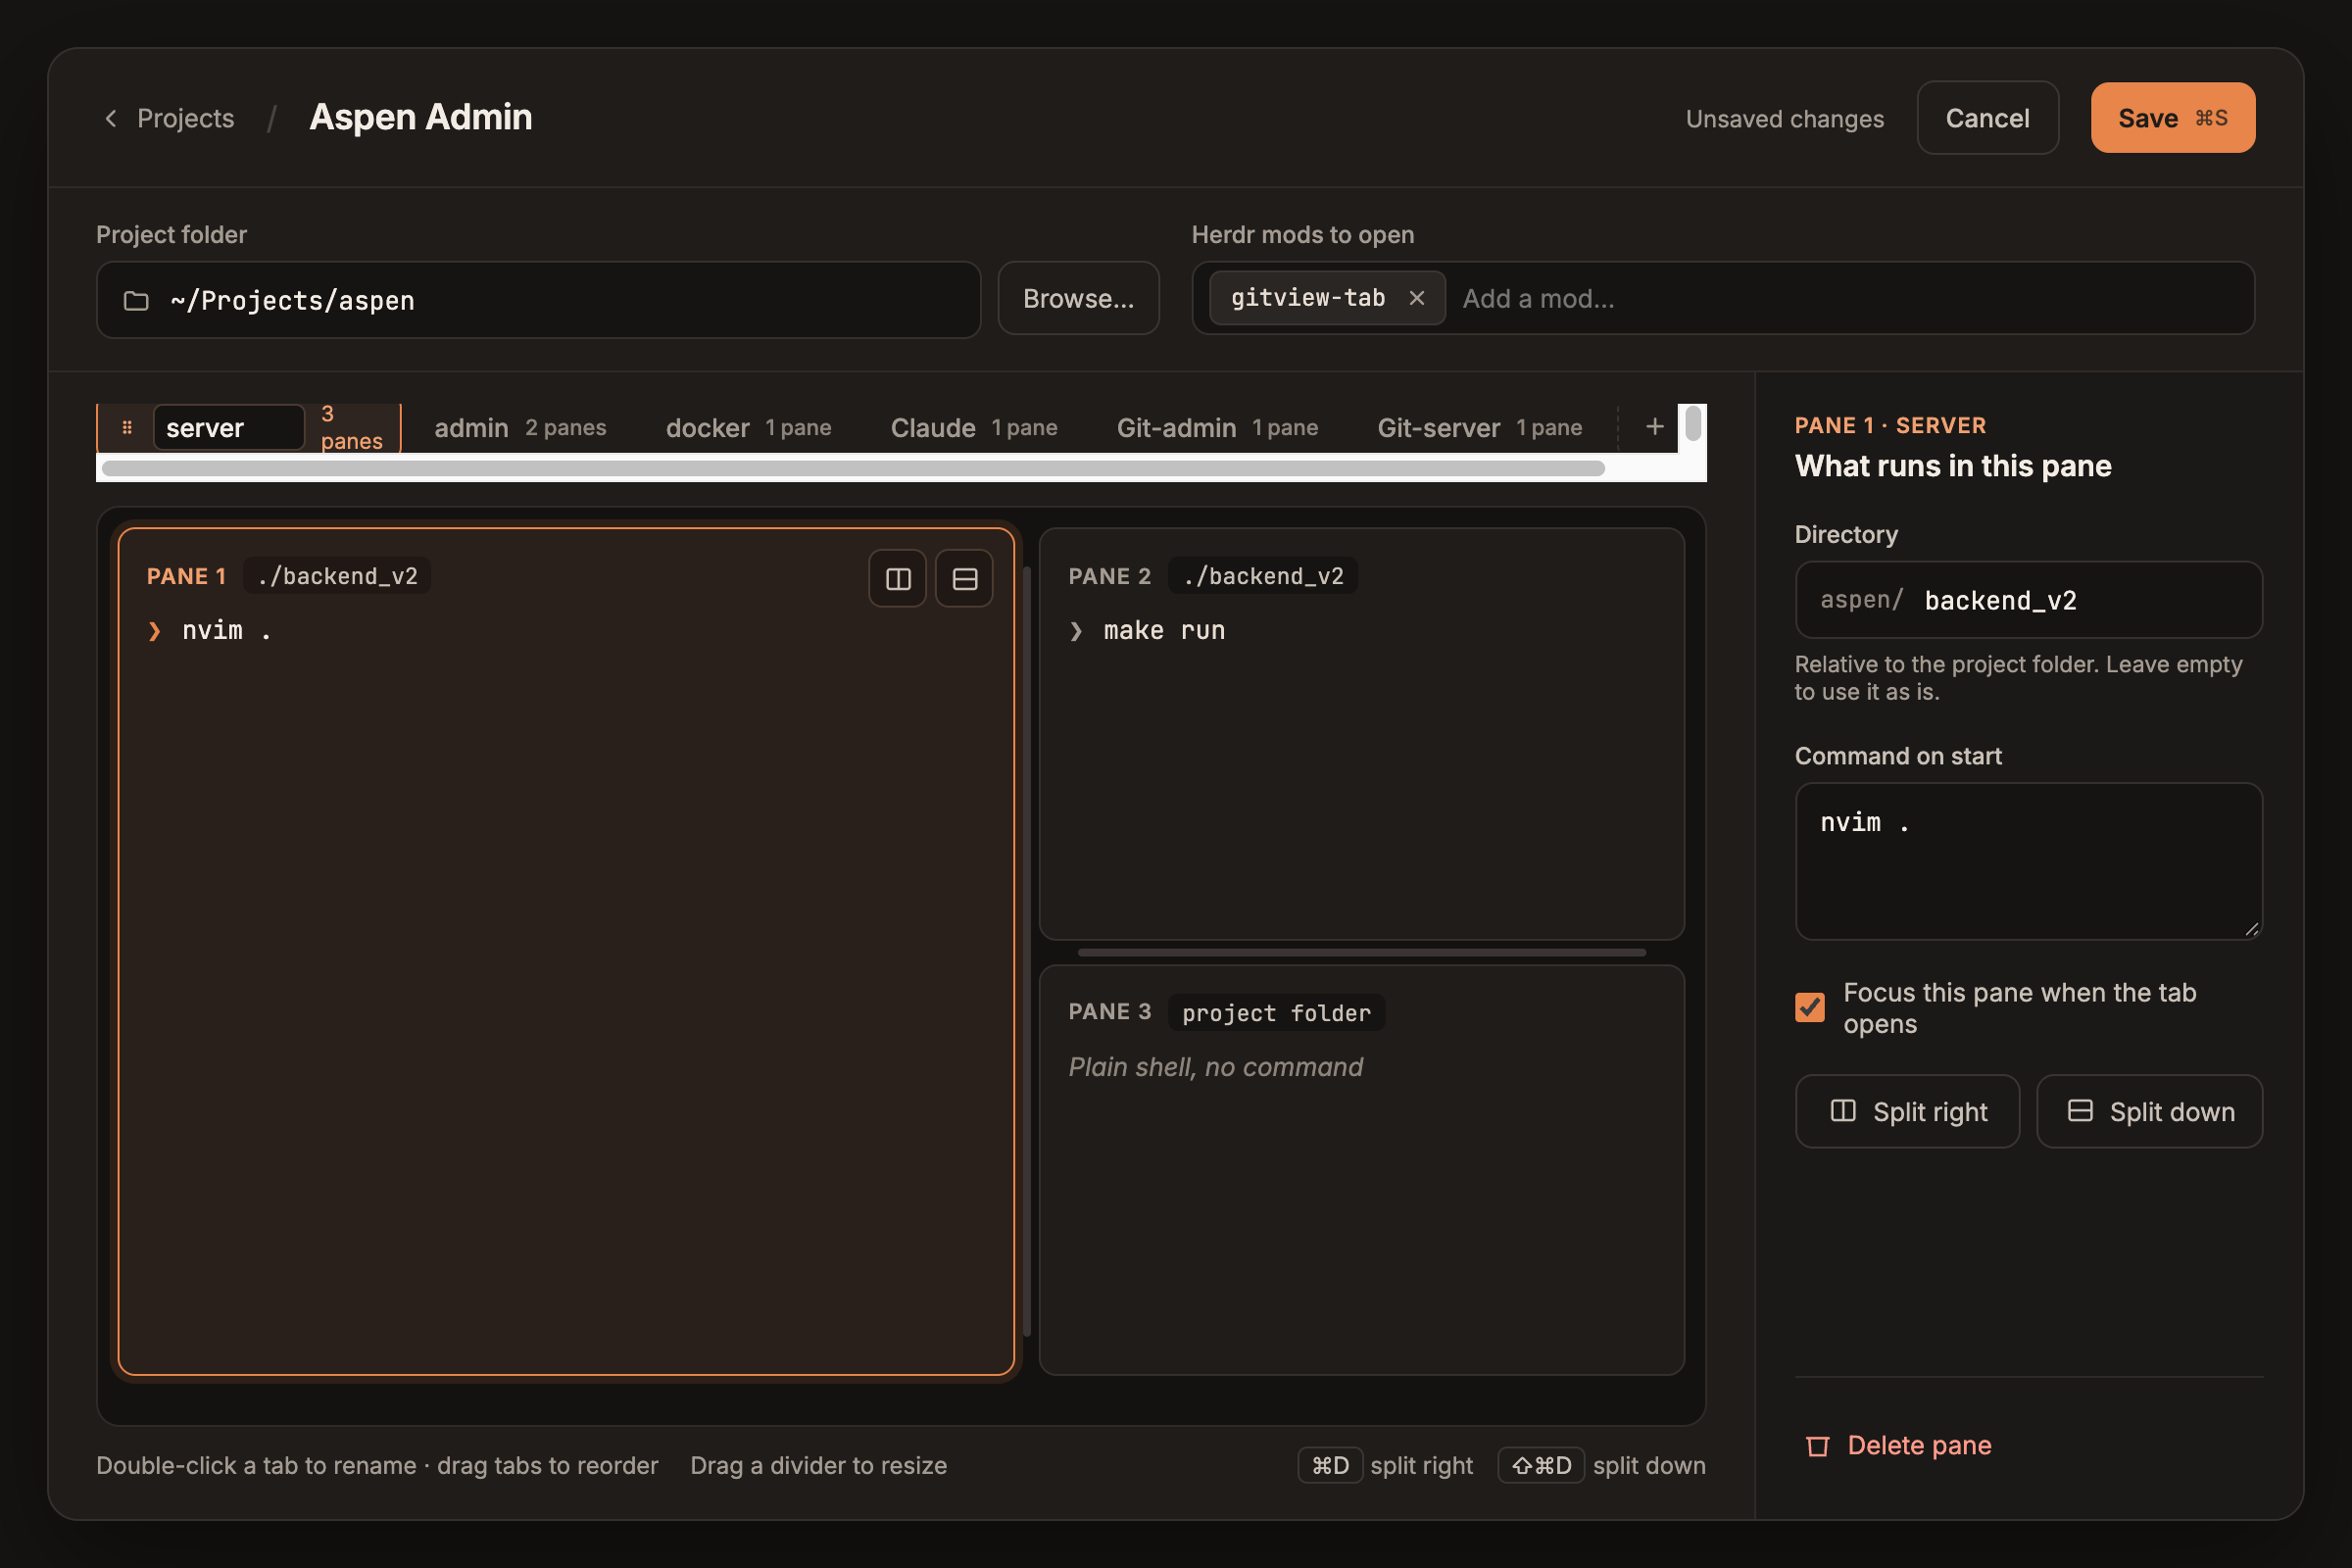 Projects / Aspen Admin
Unsaved changes
Cancel
Save ⌘S
Project folder
~/Projects/aspen
Browse...
Herdr mods to open
gitview-tab ×
Add a mod...
server 3 panes
admin 2 panes
docker 1 pane
Claude 1 pane
Git-admin 1 pane
Git-server 1 pane
+
PANE 1 ./backend_v2
❯ nvim .
PANE 2 ./backend_v2
❯ make run
PANE 3 project folder
Plain shell, no command
Double-click a tab to rename · drag tabs to reorder
Drag a divider to resize
⌘D split right
⇧⌘D split down
PANE 1 · SERVER
What runs in this pane
Directory
aspen/ backend_v2
Relative to the project folder. Leave empty
to use it as is.
Command on start
nvim .
Focus this pane when the tab
opens
Split right
Split down
Delete pane